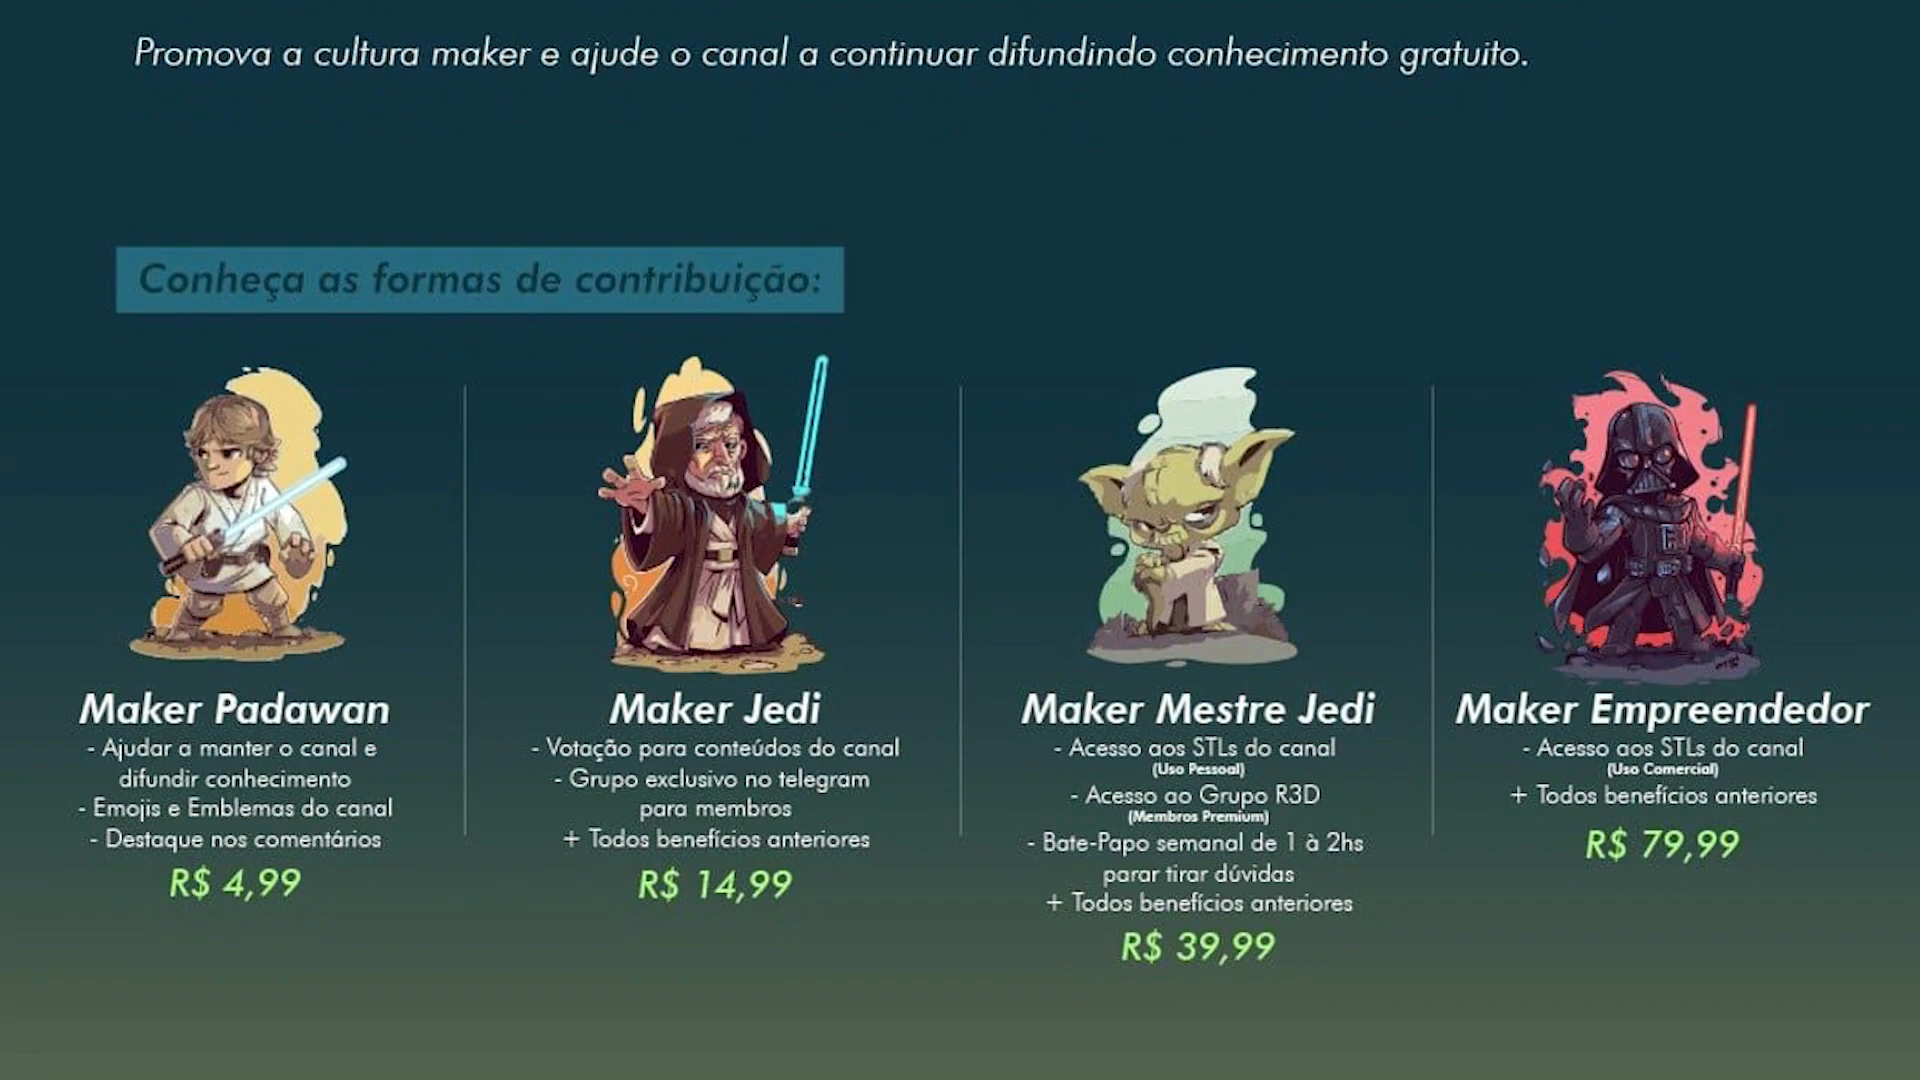 Promova a cultura maker e ajude o canal a continuar difundindo conhecimento gratuito.
Conheça as formas de contribuição:
Maker Padawan
- Ajudar a manter o canal e
difundir conhecimento
- Emojis e Emblemas do canal
- Destaque nos comentários
R$ 4,99
Maker Jedi
- Votação para conteúdos do canal
- Grupo exclusivo no telegram
para membros
+ Todos benefícios anteriores
R$ 14,99
Maker Mestre Jedi
- Acesso aos STLs do canal
(Uso Pessoal)
- Acesso ao Grupo R3D
(Membros Premium)
- Bate-Papo semanal de 1 à 2hs
parar tirar dúvidas
+ Todos benefícios anteriores
R$ 39,99
Maker Empreendedor
- Acesso aos STLs do canal
(Uso Comercial)
+ Todos benefícios anteriores
R$ 79,99